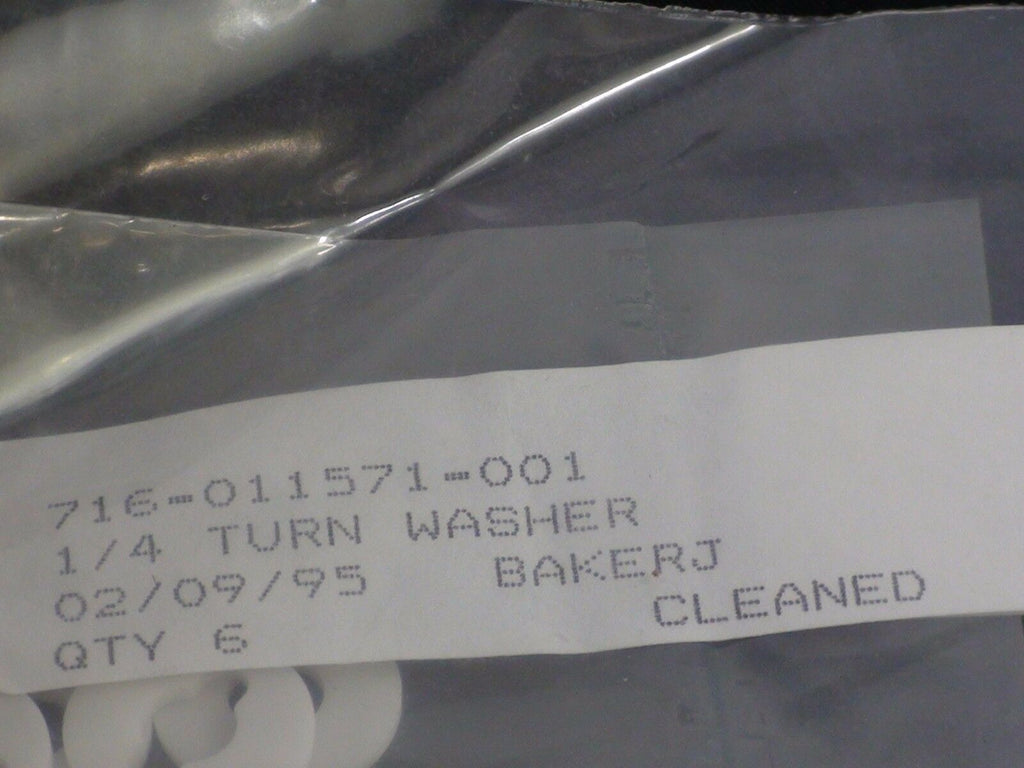 716-011571-001
1/4 TURN WASHER
02/09/95 BAKERJ
QTY 6 CLEANED